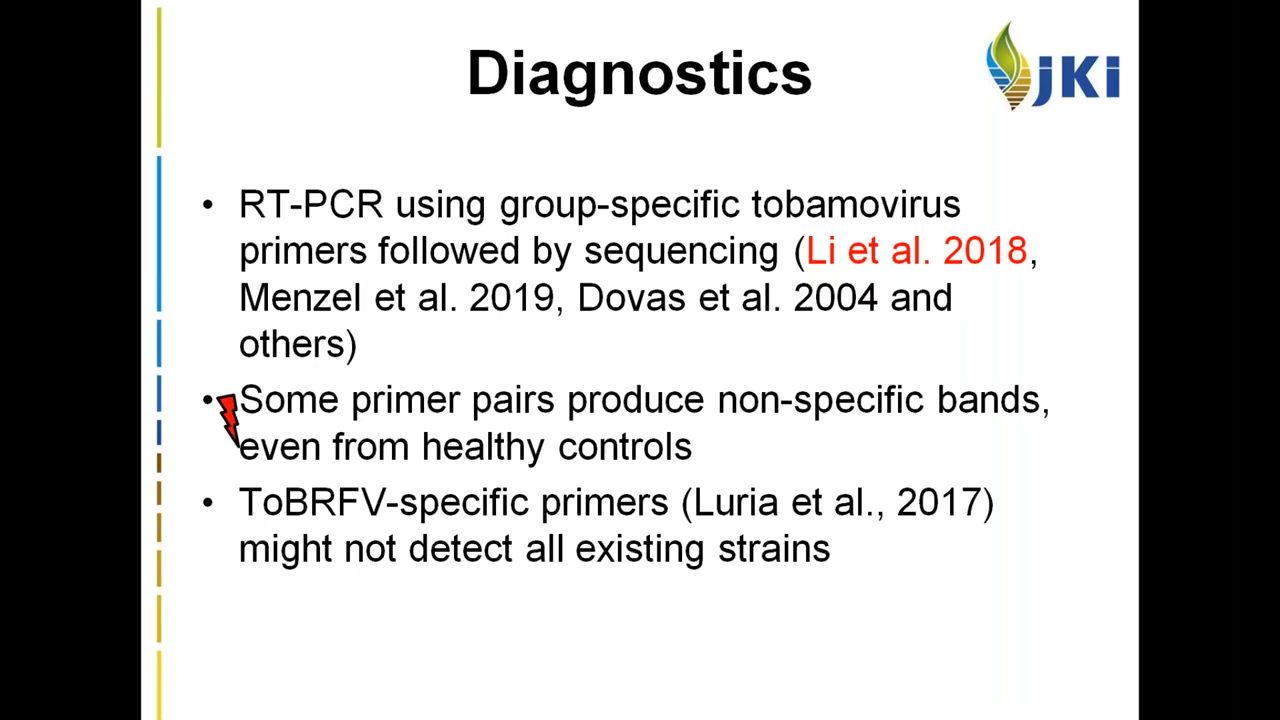 Diagnostics
JKi
• RT-PCR using group-specific tobamovirus
primers followed by sequencing (Li et al. 2018,
Menzel et al. 2019, Dovas et al. 2004 and
others)
• Some primer pairs produce non-specific bands,
even from healthy controls
• ToBRFV-specific primers (Luria et al., 2017)
might not detect all existing strains